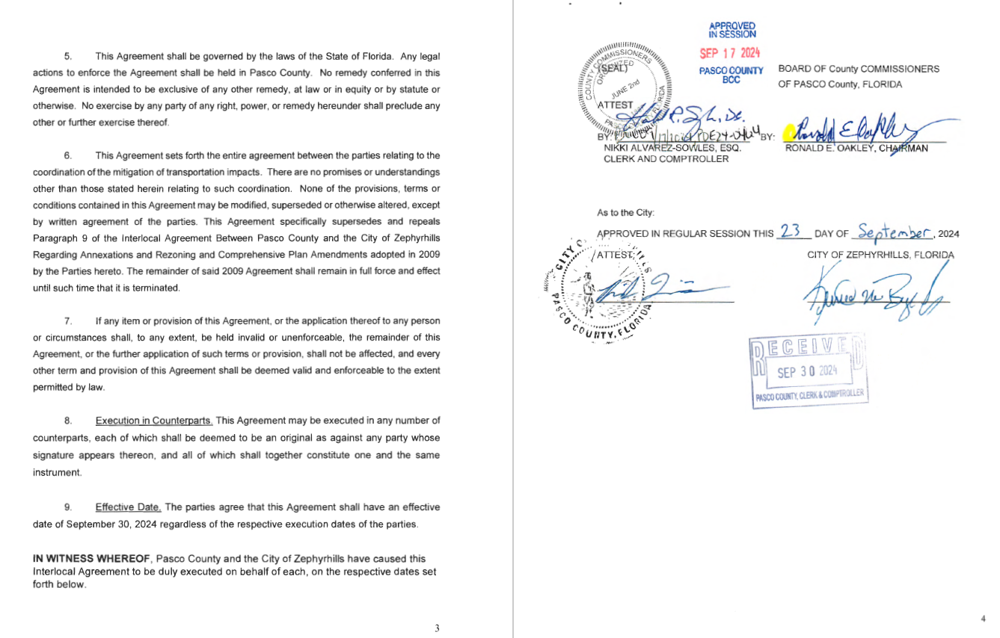 5. This Agreement shall be governed by the laws of the State of Florida. Any legal
actions to enforce the Agreement shall be held in Pasco County. No remedy conferred in this
Agreement is intended to be exclusive of any other remedy, at law or in equity or by statute or
otherwise. No exercise by any party of any right, power, or remedy hereunder shall preclude any
other or further exercise thereof.
6. This Agreement sets forth the entire agreement between the parties relating to the
coordination of the mitigation of transportation impacts. There are no promises or understandings
other than those stated herein relating to such coordination. None of the provisions, terms or
conditions contained in this Agreement may be modified, superseded or otherwise altered, except
by written agreement of the parties. This Agreement specifically supersedes and repeals
Paragraph 9 of the Interlocal Agreement Between Pasco County and the City of Zephyrhills
Regarding Annexations and Rezoning and Comprehensive Plan Amendments adopted in 2009
by the Parties hereto. The remainder of said 2009 Agreement shall remain in full force and effect
until such time that it is terminated.
7. If any item or provision of this Agreement, or the application thereof to any person
or circumstances shall, to any extent, be held invalid or unenforceable, the remainder of this
Agreement, or the further application of such terms or provision, shall not be affected, and every
other term and provision of this Agreement shall be deemed valid and enforceable to the extent
permitted by law.
8. Execution in Counterparts. This Agreement may be executed in any number of
counterparts, each of which shall be deemed to be an original as against any party whose
signature appears thereon, and all of which shall together constitute one and the same
instrument.
9. Effective Date. The parties agree that this Agreement shall have an effective
date of September 30, 2024 regardless of the respective execution dates of the parties.
IN WITNESS WHEREOF, Pasco County and the City of Zephyrhills have caused this
Interlocal Agreement to be duly executed on behalf of each, on the respective dates set
forth below.
3
APPROVED
IN SESSION
SEP 17 2024
PASCO COUNTY
BCC
COUNTY COMMISSIONERS
ORGANIZED
(SEAL)
JUNE 2nd
BOARD OF County COMMISSIONERS
OF PASCO County, FLORIDA
ATTEST
BY:
BY:
NIKKI ALVAREZ-SOWLES, ESQ.
CLERK AND COMPTROLLER
RONALD E. OAKLEY, CHAIRMAN
As to the City:
APPROVED IN REGULAR SESSION THIS 23 DAY OF September, 2024
ATTEST:
CITY OF ZEPHYRHILLS, FLORIDA
PASCO COUNTY, FLORIDA
RECEIVED
SEP 30 2024
PASCO COUNTY, CLERK & COMPTROLLER
4